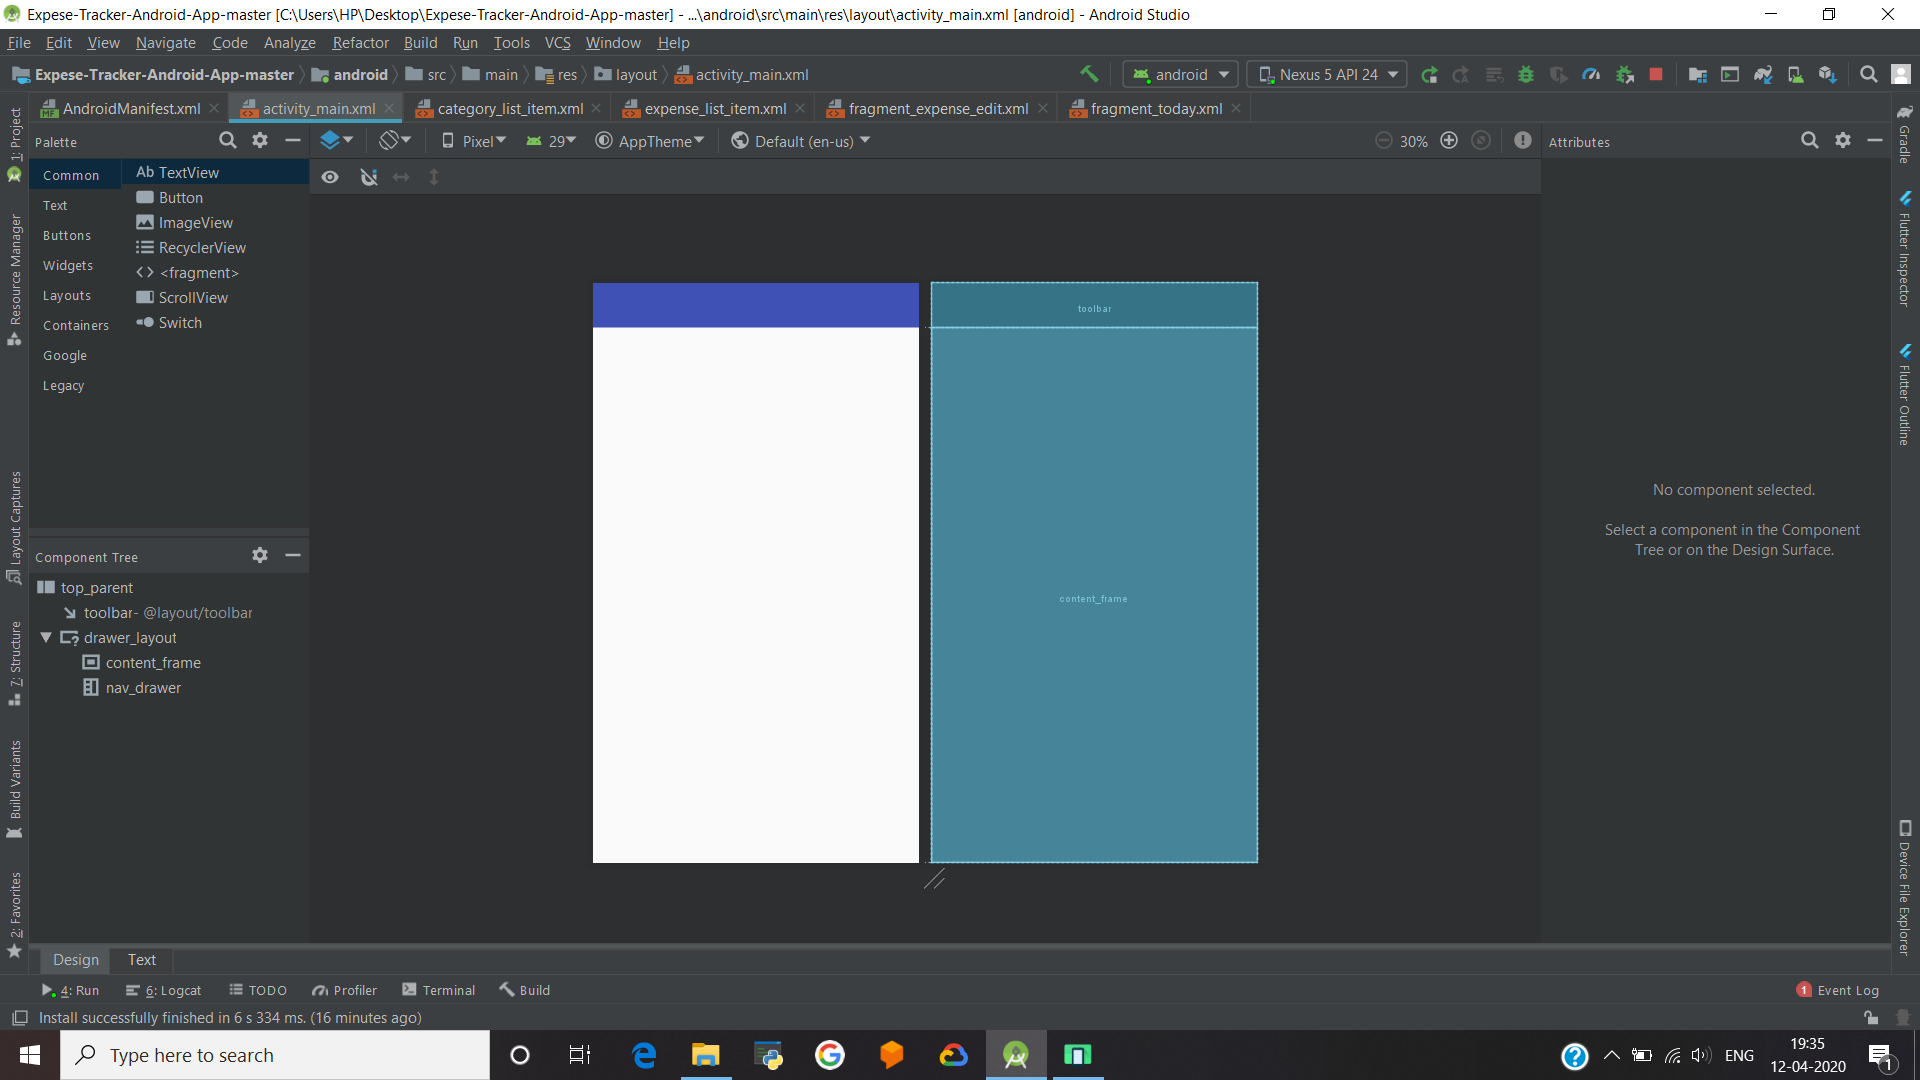 Expese-Tracker-Android-App-master [C:\Users\HP\Desktop\Expese-Tracker-Android-App-master] - ...\android\src\main\res\layout\activity_main.xml [android] - Android Studio
File Edit View Navigate Code Analyze Refactor Build Run Tools VCS Window Help
Expese-Tracker-Android-App-master android src main res layout activity_main.xml android Nexus 5 API 24
AndroidManifest.xml activity_main.xml category_list_item.xml expense_list_item.xml fragment_expense_edit.xml fragment_today.xml
Palette Pixel 29 AppTheme Default (en-us) 30% Attributes
Common
Text
Buttons
Widgets
Layouts
Containers
Google
Legacy
Ab TextView
Button
ImageView
RecyclerView
<fragment>
ScrollView
Switch
toolbar
content_frame
No component selected.
Select a component in the Component
Tree or on the Design Surface.
Component Tree
top_parent
toolbar- @layout/toolbar
drawer_layout
content_frame
nav_drawer
1: Project
Resource Manager
Layout Captures
7: Structure
Build Variants
2: Favorites
Gradle
Flutter Inspector
Flutter Outline
Device File Explorer
Design Text
4: Run 6: Logcat TODO Profiler Terminal Build 1 Event Log
Install successfully finished in 6 s 334 ms. (16 minutes ago)
Type here to search
ENG
19:35
12-04-2020
1